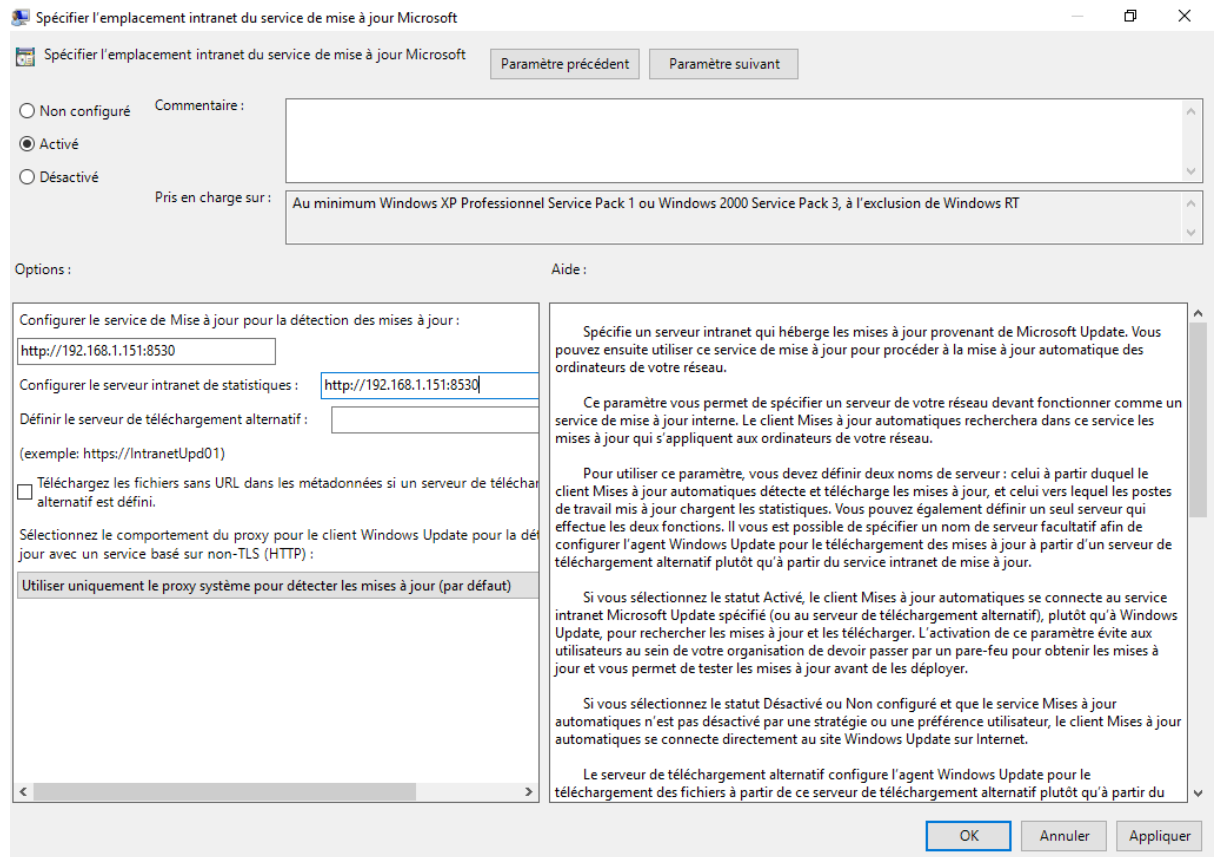 Spécifier l'emplacement intranet du service de mise à jour Microsoft
Spécifier l'emplacement intranet du service de mise à jour Microsoft
Paramètre précédent
Paramètre suivant
Non configuré
Commentaire :
Activé
Désactivé
Pris en charge sur :
Au minimum Windows XP Professionnel Service Pack 1 ou Windows 2000 Service Pack 3, à l'exclusion de Windows RT
Options :
Aide :
Configurer le service de Mise à jour pour la détection des mises à jour :
http://192.168.1.151:8530
Configurer le serveur intranet de statistiques :
http://192.168.1.151:8530
Définir le serveur de téléchargement alternatif :
(exemple: https://IntranetUpd01)
Téléchargez les fichiers sans URL dans les métadonnées si un serveur de téléchar
alternatif est défini.
Sélectionnez le comportement du proxy pour le client Windows Update pour la dét
jour avec un service basé sur non-TLS (HTTP) :
Utiliser uniquement le proxy système pour détecter les mises à jour (par défaut)
Spécifie un serveur intranet qui héberge les mises à jour provenant de Microsoft Update. Vous
pouvez ensuite utiliser ce service de mise à jour pour procéder à la mise à jour automatique des
ordinateurs de votre réseau.
Ce paramètre vous permet de spécifier un serveur de votre réseau devant fonctionner comme un
service de mise à jour interne. Le client Mises à jour automatiques recherchera dans ce service les
mises à jour qui s'appliquent aux ordinateurs de votre réseau.
Pour utiliser ce paramètre, vous devez définir deux noms de serveur : celui à partir duquel le
client Mises à jour automatiques détecte et télécharge les mises à jour, et celui vers lequel les postes
de travail mis à jour chargent les statistiques. Vous pouvez également définir un seul serveur qui
effectue les deux fonctions. Il vous est possible de spécifier un nom de serveur facultatif afin de
configurer l'agent Windows Update pour le téléchargement des mises à jour à partir d'un serveur de
téléchargement alternatif plutôt qu'à partir du service intranet de mise à jour.
Si vous sélectionnez le statut Activé, le client Mises à jour automatiques se connecte au service
intranet Microsoft Update spécifié (ou au serveur de téléchargement alternatif), plutôt qu'à Windows
Update, pour rechercher les mises à jour et les télécharger. L'activation de ce paramètre évite aux
utilisateurs au sein de votre organisation de devoir passer par un pare-feu pour obtenir les mises à
jour et vous permet de tester les mises à jour avant de les déployer.
Si vous sélectionnez le statut Désactivé ou Non configuré et que le service Mises à jour
automatiques n'est pas désactivé par une stratégie ou une préférence utilisateur, le client Mises à jour
automatiques se connecte directement au site Windows Update sur Internet.
Le serveur de téléchargement alternatif configure l'agent Windows Update pour le
téléchargement des fichiers à partir de ce serveur de téléchargement alternatif plutôt qu'à partir du
OK
Annuler
Appliquer